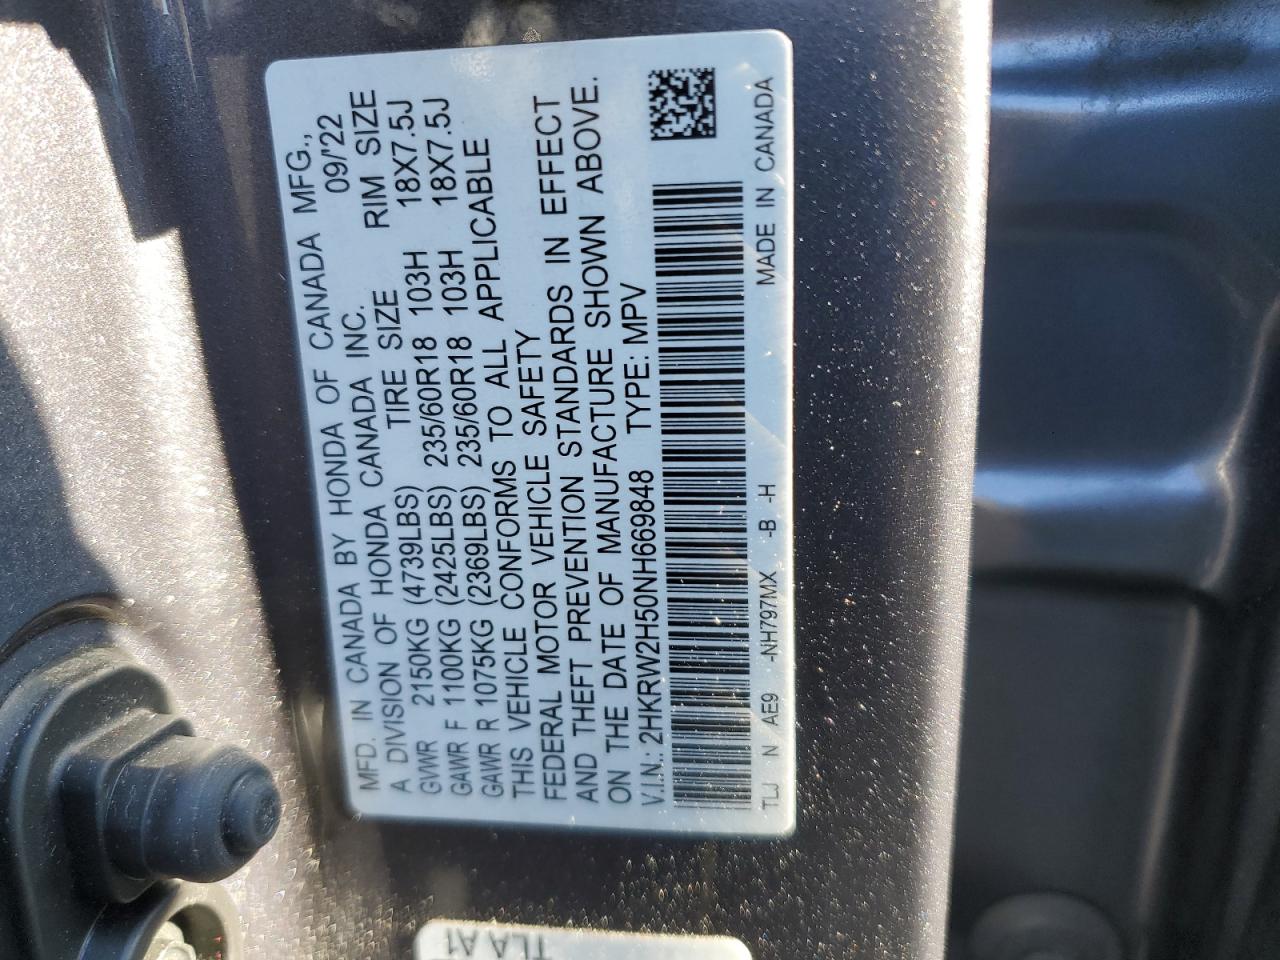 MFD. IN CANADA BY HONDA OF CANADA MFG.,
A DIVISION OF HONDA CANADA INC. 09/'22
TIRE SIZE RIM SIZE
GVWR 2150KG (4739LBS)
GAWR F 1100KG (2425LBS) 235/60R18 103H 18X7.5J
GAWR R 1075KG (2369LBS) 235/60R18 103H 18X7.5J
THIS VEHICLE CONFORMS TO ALL APPLICABLE
FEDERAL MOTOR VEHICLE SAFETY
AND THEFT PREVENTION STANDARDS IN EFFECT
ON THE DATE OF MANUFACTURE SHOWN ABOVE.
V.I.N.: 2HKRW2H50NH669848 TYPE: MPV
TLJ N AE9 -NH797MX -B -H MADE IN CANADA
TLA A1